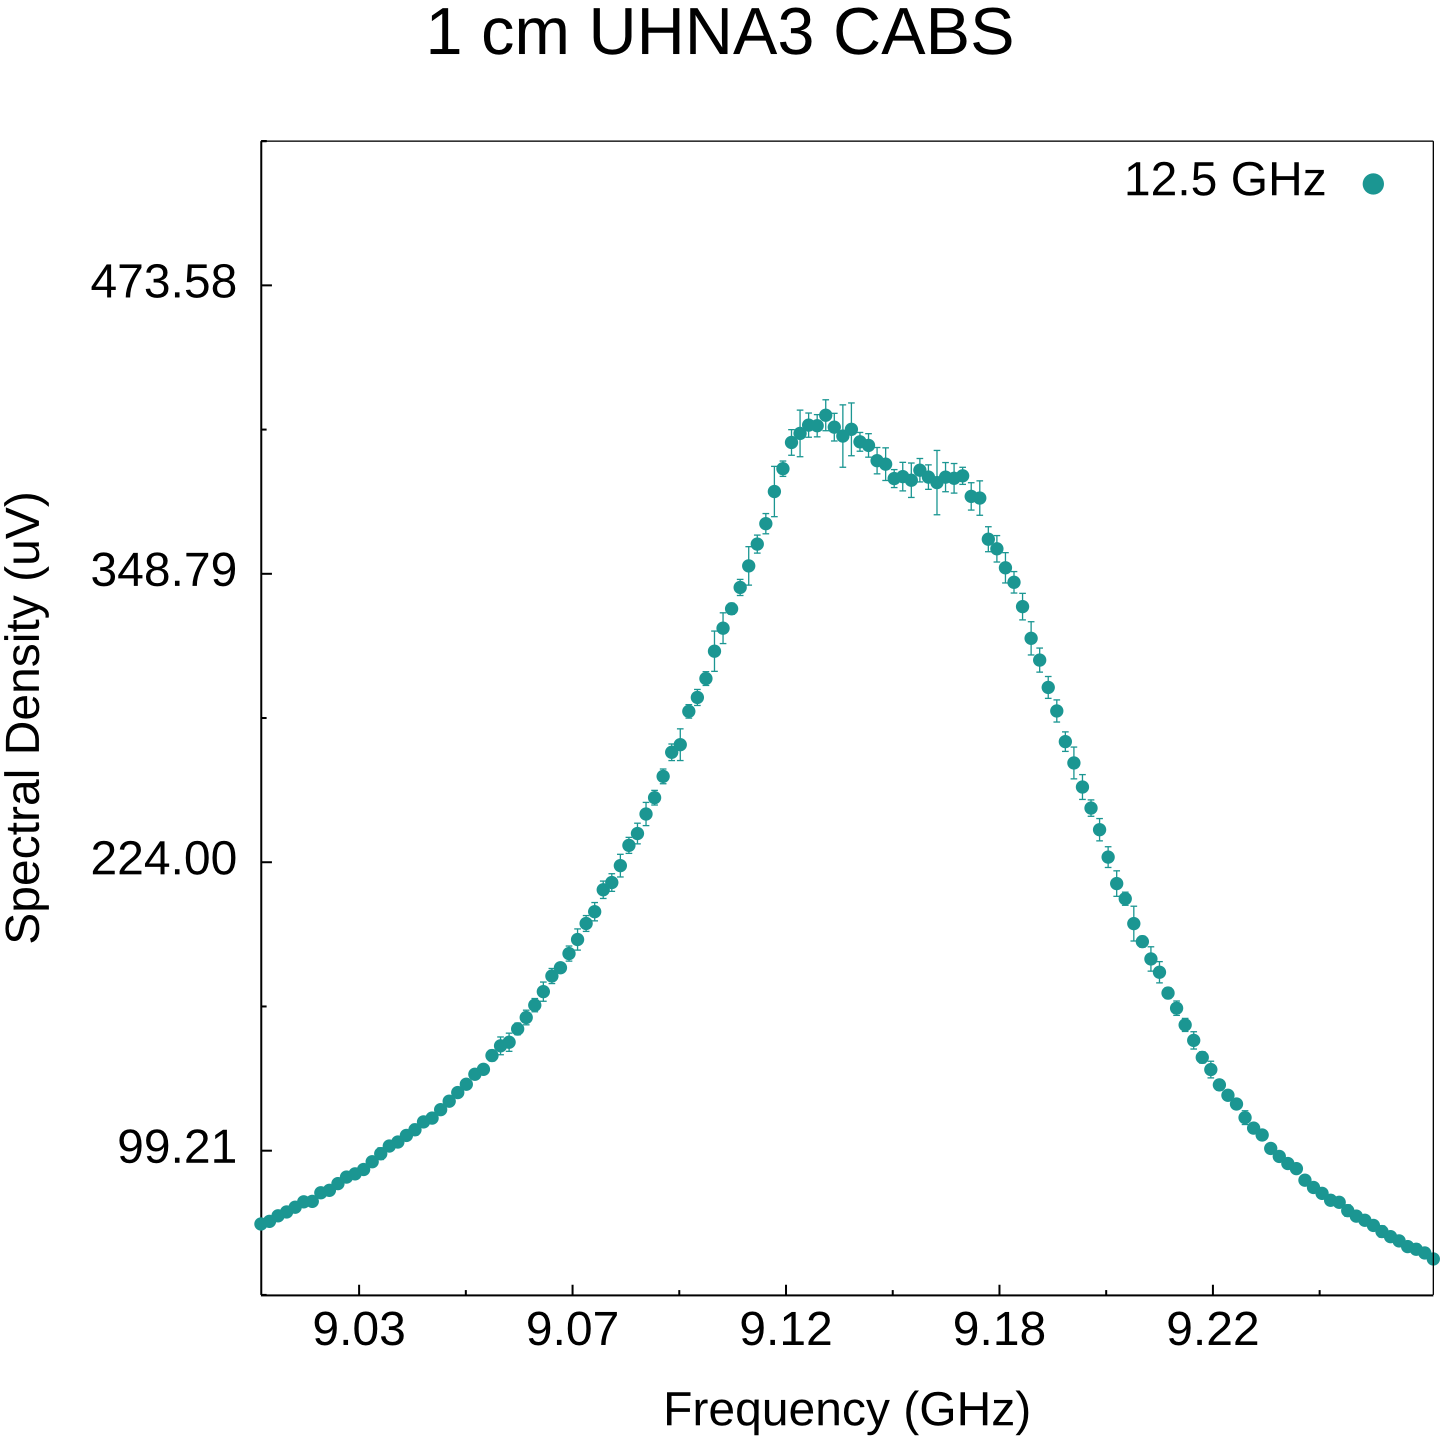 1 cm UHNA3 CABS
12.5 GHz
473.58
348.79
224.00
99.21
Spectral Density (uV)
9.03 9.07 9.12 9.18 9.22
Frequency (GHz)